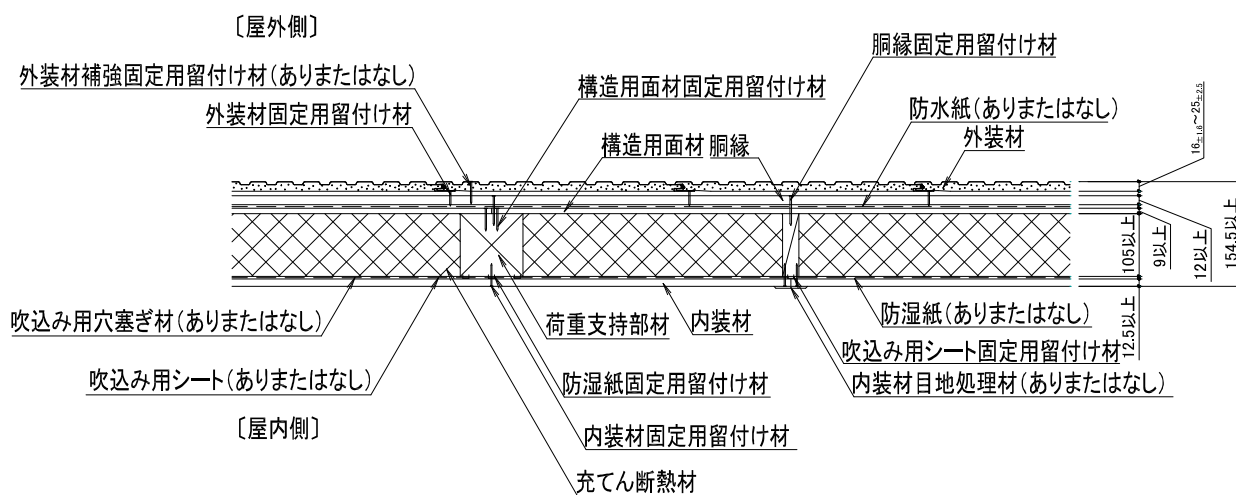 〔屋外側〕
外装材補強固定用留付け材(ありまたはなし)
外装材固定用留付け材
構造用面材固定用留付け材
構造用面材
胴縁
胴縁固定用留付け材
防水紙(ありまたはなし)
外装材
16±1.6~25±2.5
105以上
9以上
12以上
154.5以上
12.5以上
吹込み用穴塞ぎ材(ありまたはなし)
荷重支持部材
内装材
防湿紙(ありまたはなし)
吹込み用シート固定用留付け材
吹込み用シート(ありまたはなし)
防湿紙固定用留付け材
内装材目地処理材(ありまたはなし)
〔屋内側〕
内装材固定用留付け材
充てん断熱材